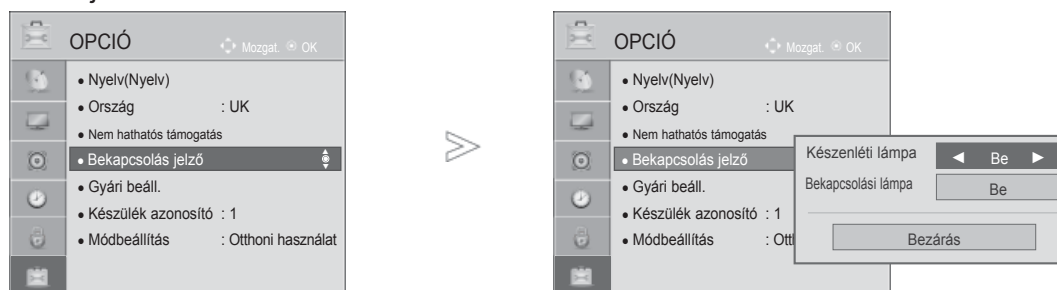 OPCIÓ
Mozgat. OK
• Nyelv(Nyelv)
• Ország : UK
• Nem hathatós támogatás
• Bekapcsolás jelző
• Gyári beáll.
• Készülék azonosító : 1
• Módbeállítás : Otthoni használat
OPCIÓ
Mozgat. OK
• Nyelv(Nyelv)
• Ország : UK
• Nem hathatós támogatás
• Bekapcsolás jelző
• Gyári beáll.
• Készülék azonosító : 1
• Módbeállítás
Készenléti lámpa ◄ Be ►
Bekapcsolási lámpa Be
Bezárás